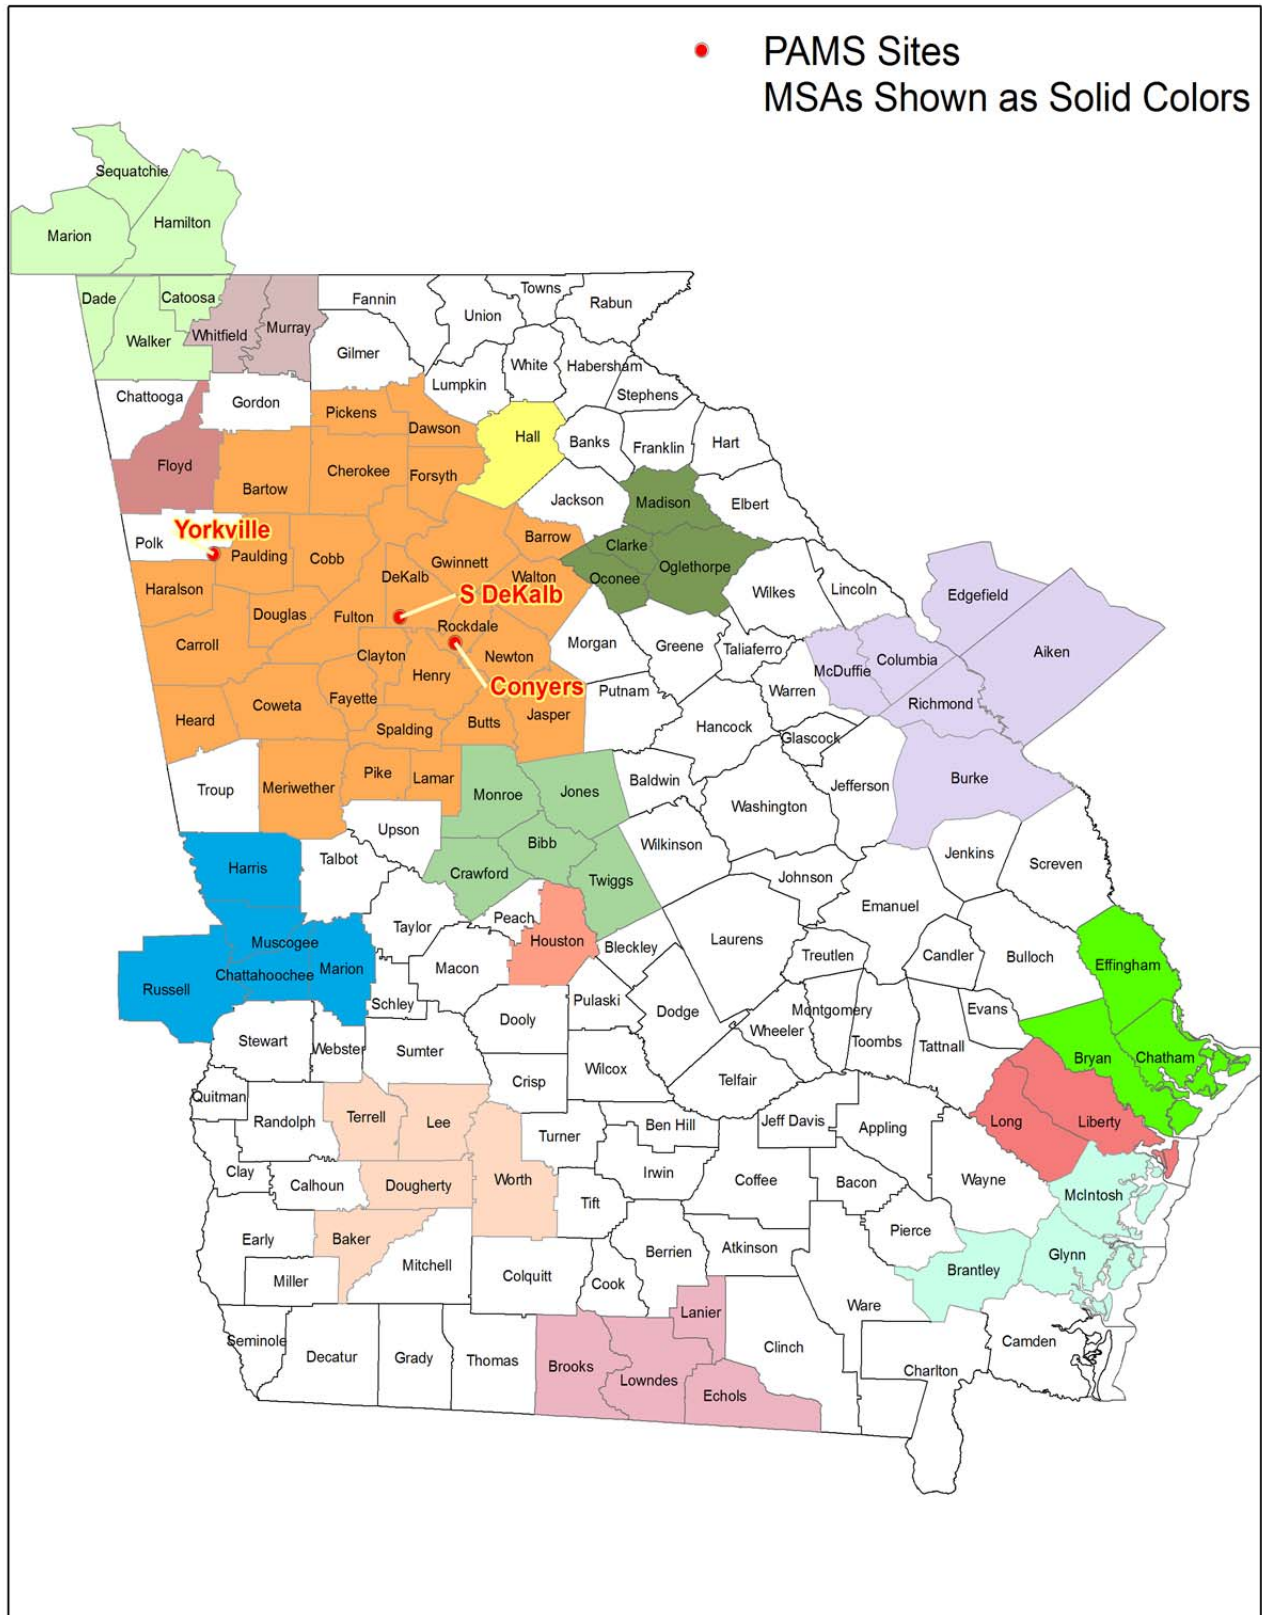 PAMS Sites
MSAs Shown as Solid Colors
Sequatchie
Hamilton
Marion
Dade
Catoosa
Walker
Whitfield
Murray
Fannin
Union
Towns
Rabun
Gilmer
White
Habersham
Lumpkin
Stephens
Chattooga
Gordon
Pickens
Dawson
Hall
Banks
Franklin
Hart
Floyd
Cherokee
Forsyth
Bartow
Jackson
Madison
Elbert
Yorkville
Polk
Paulding
Cobb
Gwinnett
Barrow
Clarke
Oglethorpe
Oconee
DeKalb
Walton
Haralson
S DeKalb
Wilkes
Lincoln
Edgefield
Douglas
Fulton
Rockdale
Carroll
Clayton
Newton
Morgan
Greene
Taliaferro
Columbia
Aiken
McDuffie
Henry
Conyers
Putnam
Warren
Richmond
Heard
Coweta
Fayette
Spalding
Butts
Jasper
Hancock
Glascock
Troup
Meriwether
Pike
Lamar
Monroe
Jones
Baldwin
Jefferson
Burke
Washington
Upson
Bibb
Wilkinson
Talbot
Harris
Crawford
Twiggs
Johnson
Jenkins
Screven
Emanuel
Taylor
Peach
Houston
Bleckley
Laurens
Treutlen
Candler
Bulloch
Effingham
Muscogee
Chattahoochee
Marion
Russell
Macon
Schley
Dooly
Pulaski
Dodge
Montgomery
Wheeler
Toombs
Tattnall
Evans
Bryan
Chatham
Stewart
Webster
Sumter
Crisp
Wilcox
Telfair
Quitman
Randolph
Terrell
Lee
Turner
Ben Hill
Jeff Davis
Appling
Long
Liberty
Clay
Calhoun
Dougherty
Worth
Irwin
Coffee
Bacon
Wayne
McIntosh
Tift
Early
Baker
Mitchell
Berrien
Atkinson
Pierce
Brantley
Glynn
Miller
Colquitt
Cook
Lanier
Ware
Seminole
Decatur
Grady
Thomas
Brooks
Lowndes
Echols
Clinch
Charlton
Camden